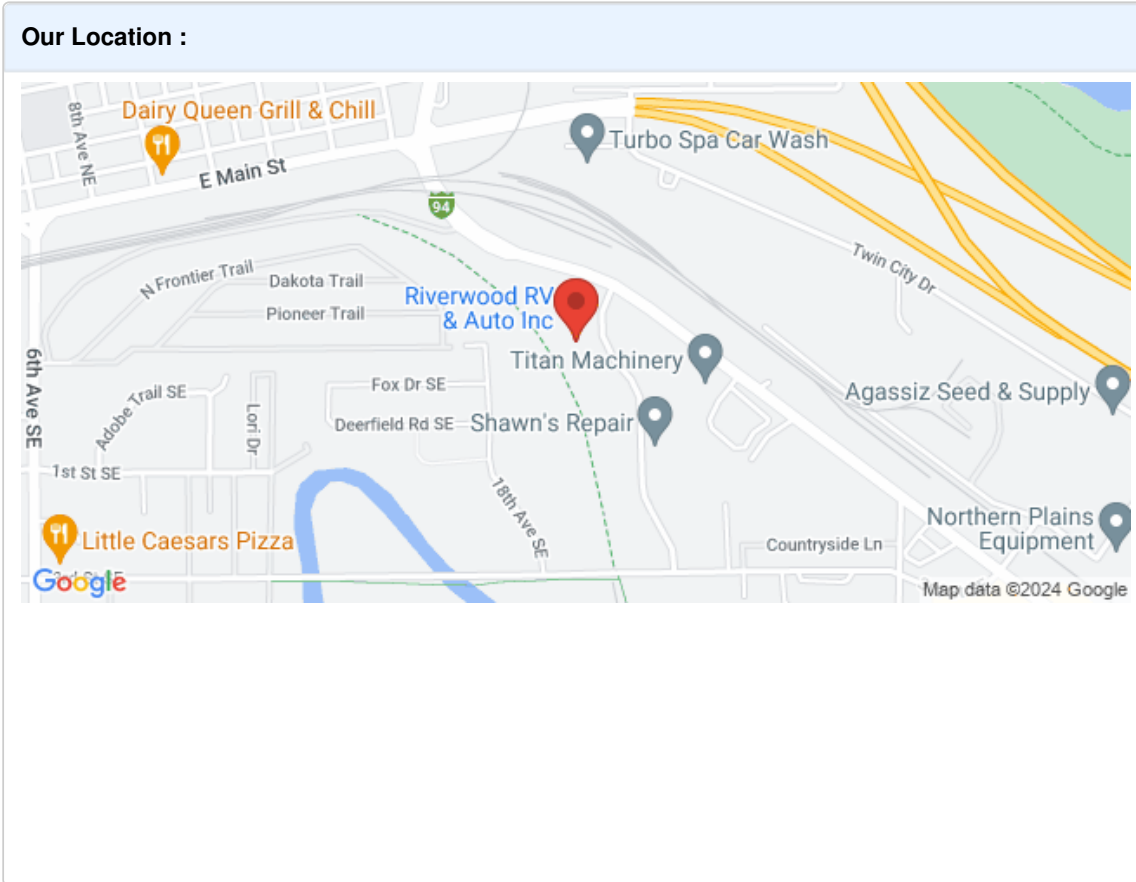 Our Location :
8th Ave NE
Dairy Queen Grill & Chill
Turbo Spa Car Wash
E Main St
94
Twin City Dr
N Frontier Trail
Dakota Trail
Pioneer Trail
Riverwood RV
& Auto Inc
Titan Machinery
6th Ave SE
Fox Dr SE
Adobe Trail SE
Agassiz Seed & Supply
Lori Dr
Deerfield Rd SE
Shawn's Repair
1st St SE
18th Ave SE
Northern Plains
Equipment
Little Caesars Pizza
Countryside Ln
Google
Map data ©2024 Google